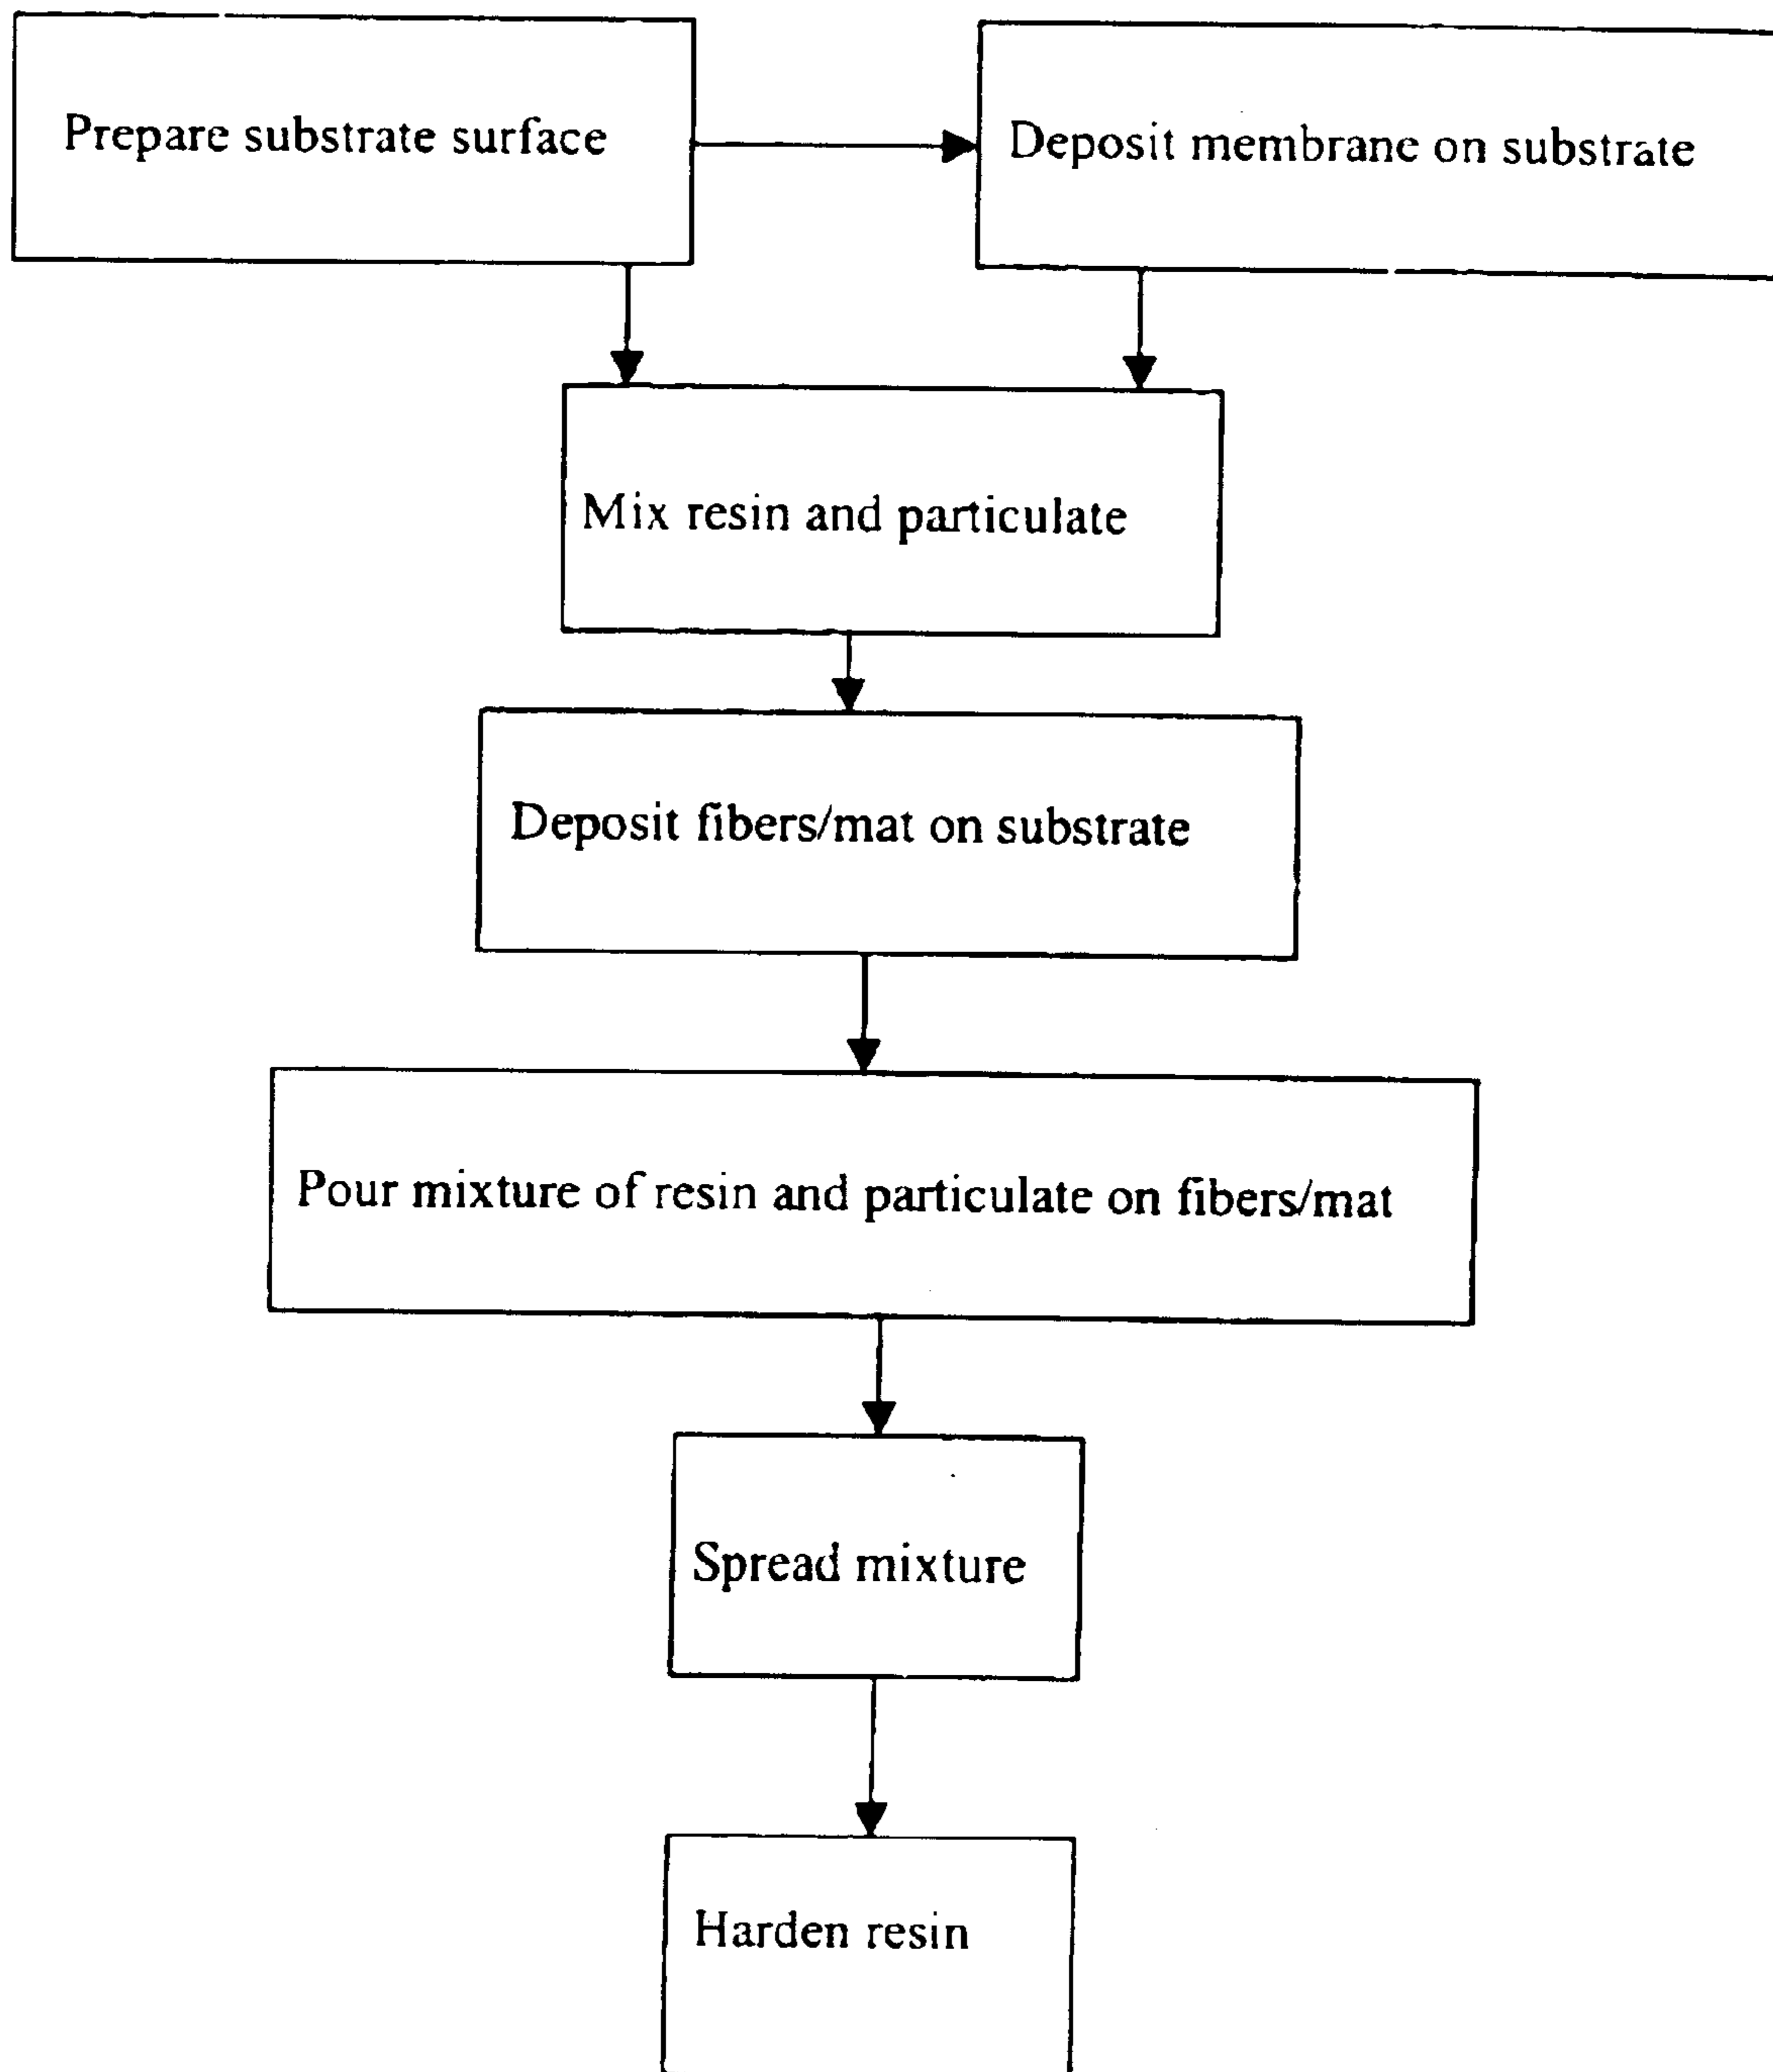 Prepare substrate surface
Deposit membrane on substrate
Mix resin and particulate
Deposit fibers/mat on substrate
Pour mixture of resin and particulate on fibers/mat
Spread mixture
Harden resin